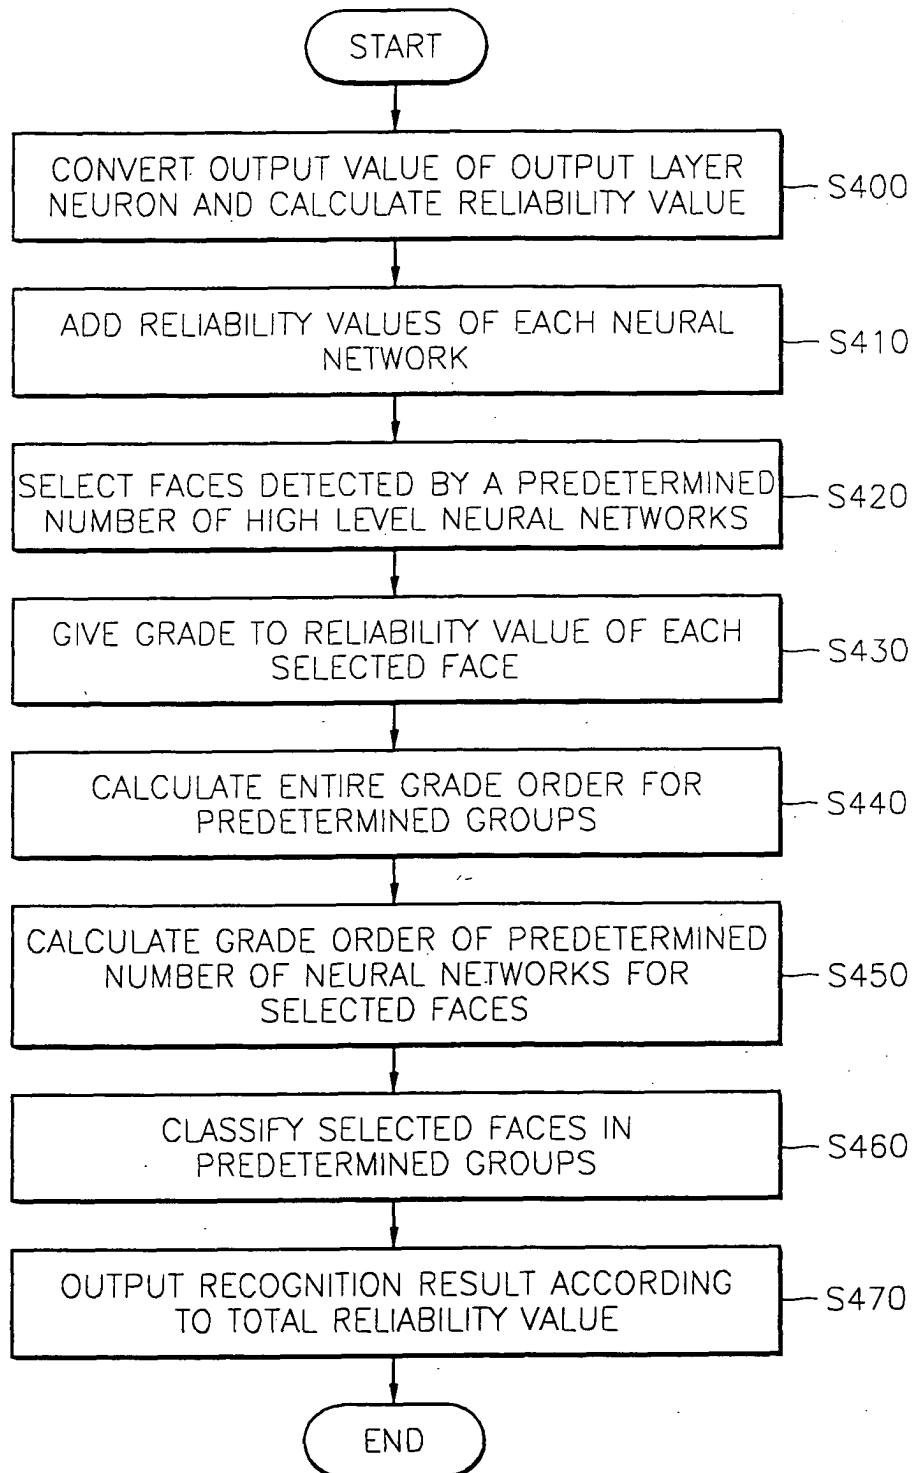 START
CONVERT OUTPUT VALUE OF OUTPUT LAYER
NEURON AND CALCULATE RELIABILITY VALUE
S400
ADD RELIABILITY VALUES OF EACH NEURAL
NETWORK
S410
SELECT FACES DETECTED BY A PREDETERMINED
NUMBER OF HIGH LEVEL NEURAL NETWORKS
S420
GIVE GRADE TO RELIABILITY VALUE OF EACH
SELECTED FACE
S430
CALCULATE ENTIRE GRADE ORDER FOR
PREDETERMINED GROUPS
S440
CALCULATE GRADE ORDER OF PREDETERMINED
NUMBER OF NEURAL NETWORKS FOR
SELECTED FACES
S450
CLASSIFY SELECTED FACES IN
PREDETERMINED GROUPS
S460
OUTPUT RECOGNITION RESULT ACCORDING
TO TOTAL RELIABILITY VALUE
S470
END